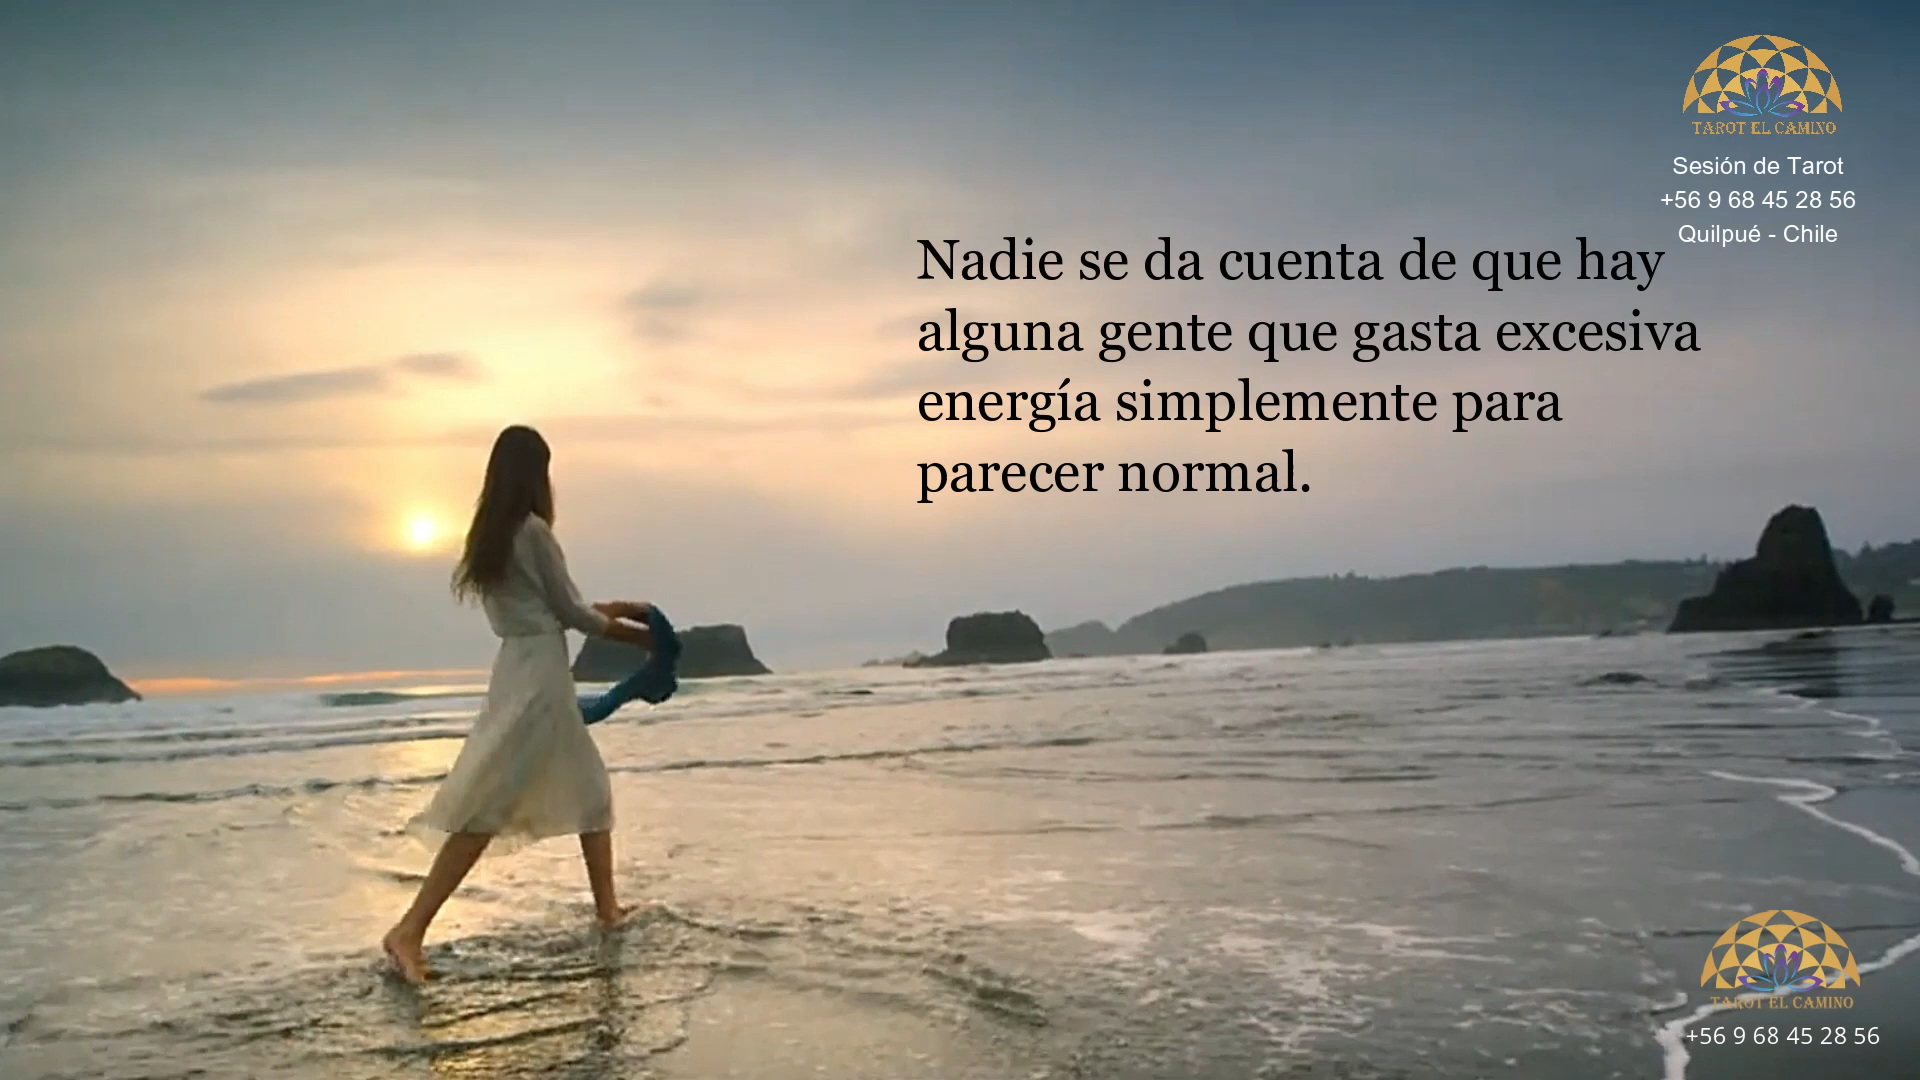 TAROT EL CAMINO
Sesión de Tarot
+56 9 68 45 28 56
Quilpué - Chile
Nadie se da cuenta de que hay
alguna gente que gasta excesiva
energía simplemente para
parecer normal.
TAROT EL CAMINO
+56 9 68 45 28 56